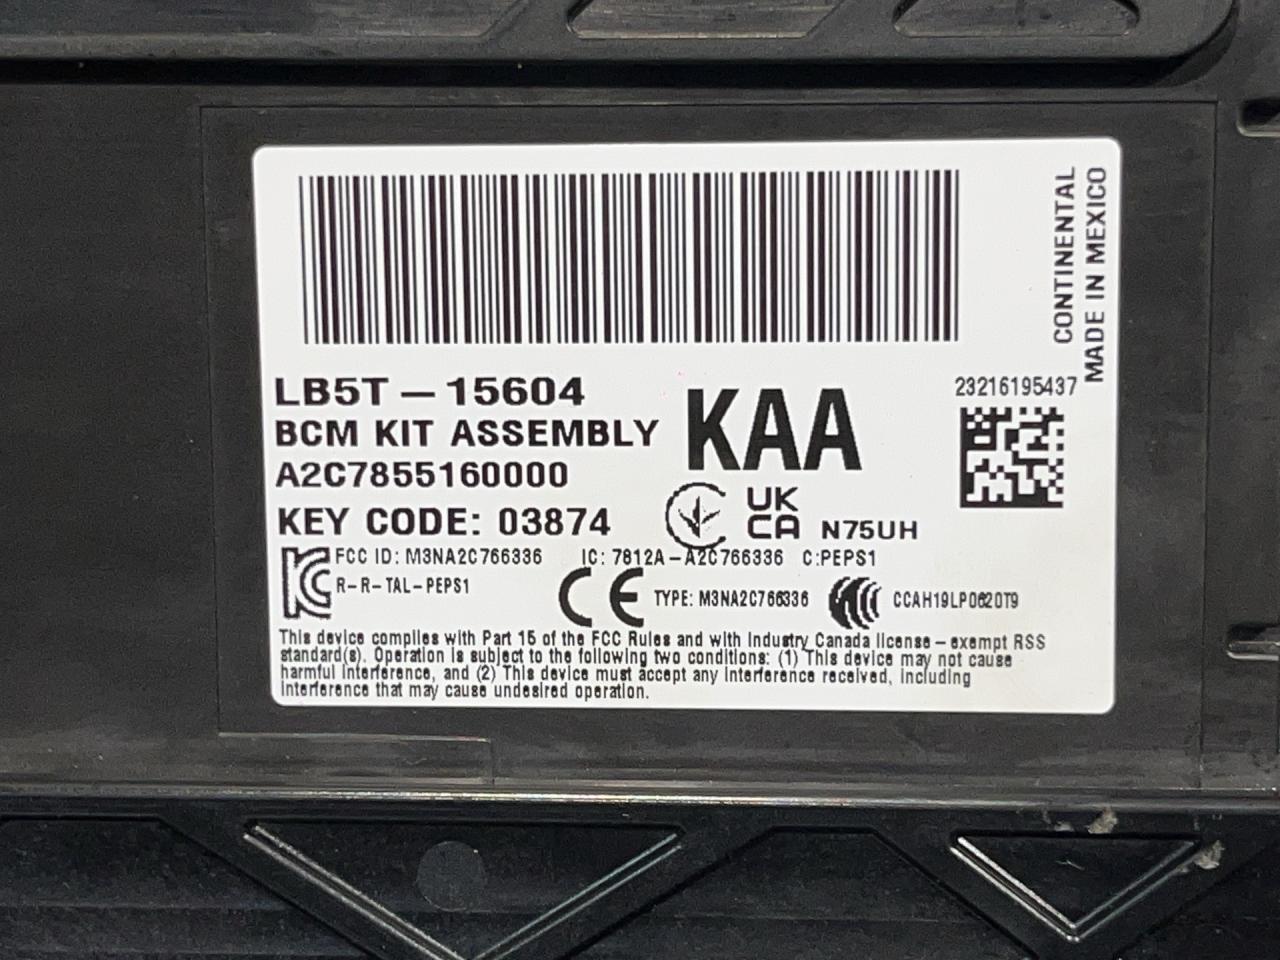 CONTINENTAL
MADE IN MEXICO
LB5T-15604
BCM KIT ASSEMBLY
KAA
23216195437
A2C7855160000
KEY CODE: 03874
UK
CA
N75UH
FCC ID: M3NA2C766336 IC: 7812A-A2C766336 C:PEPS1
R-R-TAL-PEPS1
CE
TYPE: M3NA2C766336
CCAH19LP0620T9
This device complies with Part 15 of the FCC Rules and with Industry Canada license-exempt RSS
standard(s). Operation is subject to the following two conditions: (1) This device may not cause
harmful interference, and (2) This device must accept any interference received, including
interference that may cause undesired operation.